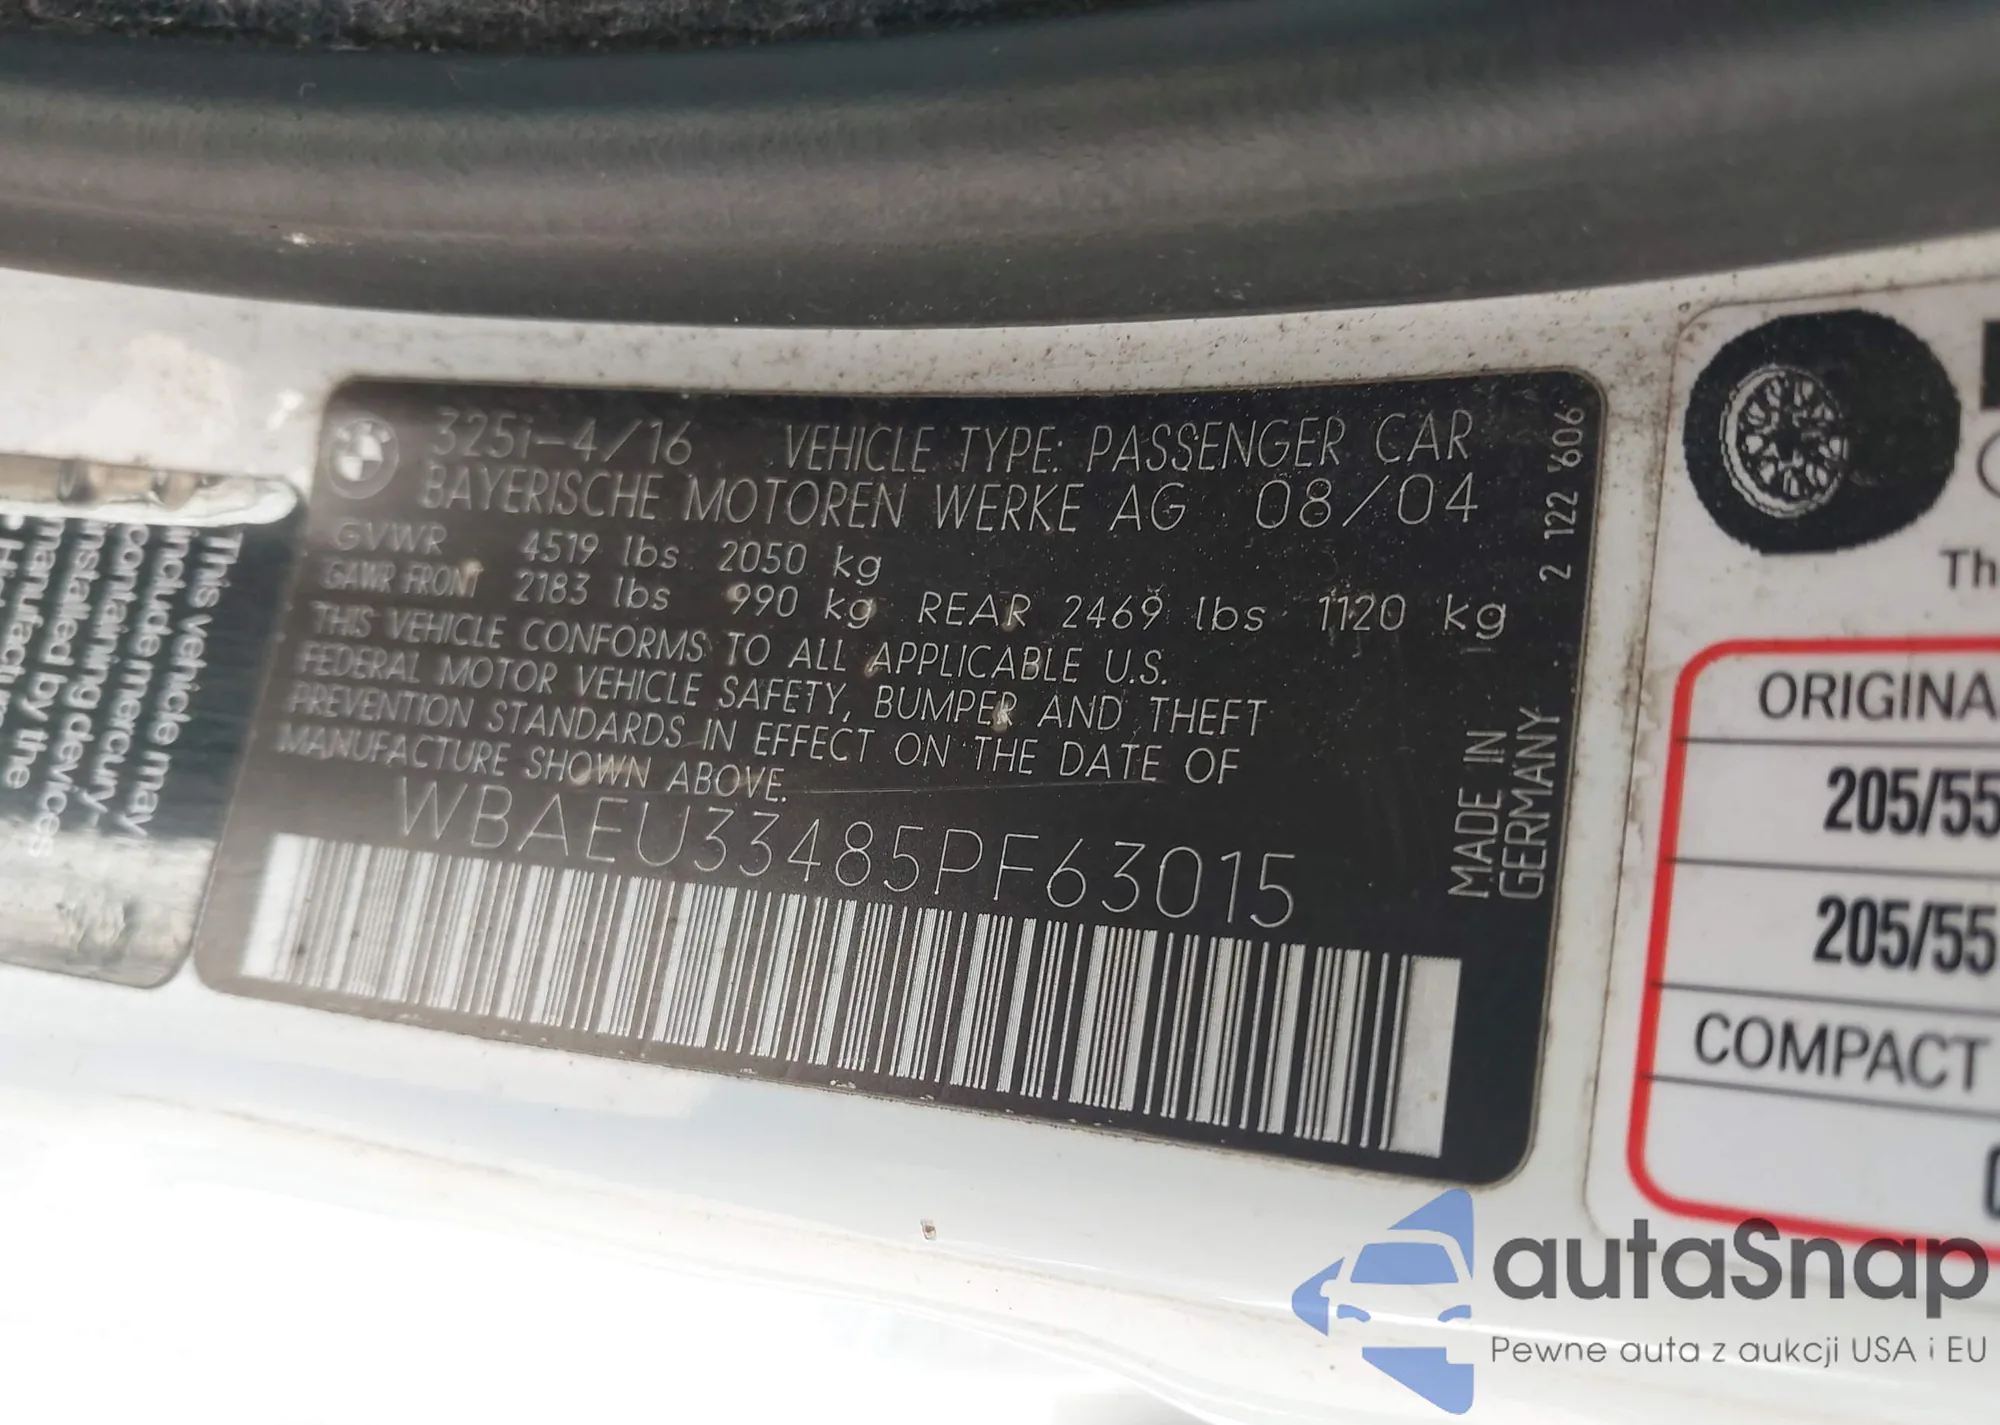 This vehicle may
include mercury-
containing devices
installed by the
manufacturer
325i-4/16 VEHICLE TYPE: PASSENGER CAR
BAYERISCHE MOTOREN WERKE AG 08/04
GVWR 4519 lbs 2050 kg
GAWR FRONT 2183 lbs 990 kg REAR 2469 lbs 1120 kg
THIS VEHICLE CONFORMS TO ALL APPLICABLE U.S.
FEDERAL MOTOR VEHICLE SAFETY, BUMPER AND THEFT
PREVENTION STANDARDS IN EFFECT ON THE DATE OF
MANUFACTURE SHOWN ABOVE.
WBAEU33485PF63015
MADE IN
GERMANY
2 122 606
Th
ORIGINA
205/55
205/55
COMPACT
autaSnap
Pewne auta z aukcji USA i EU